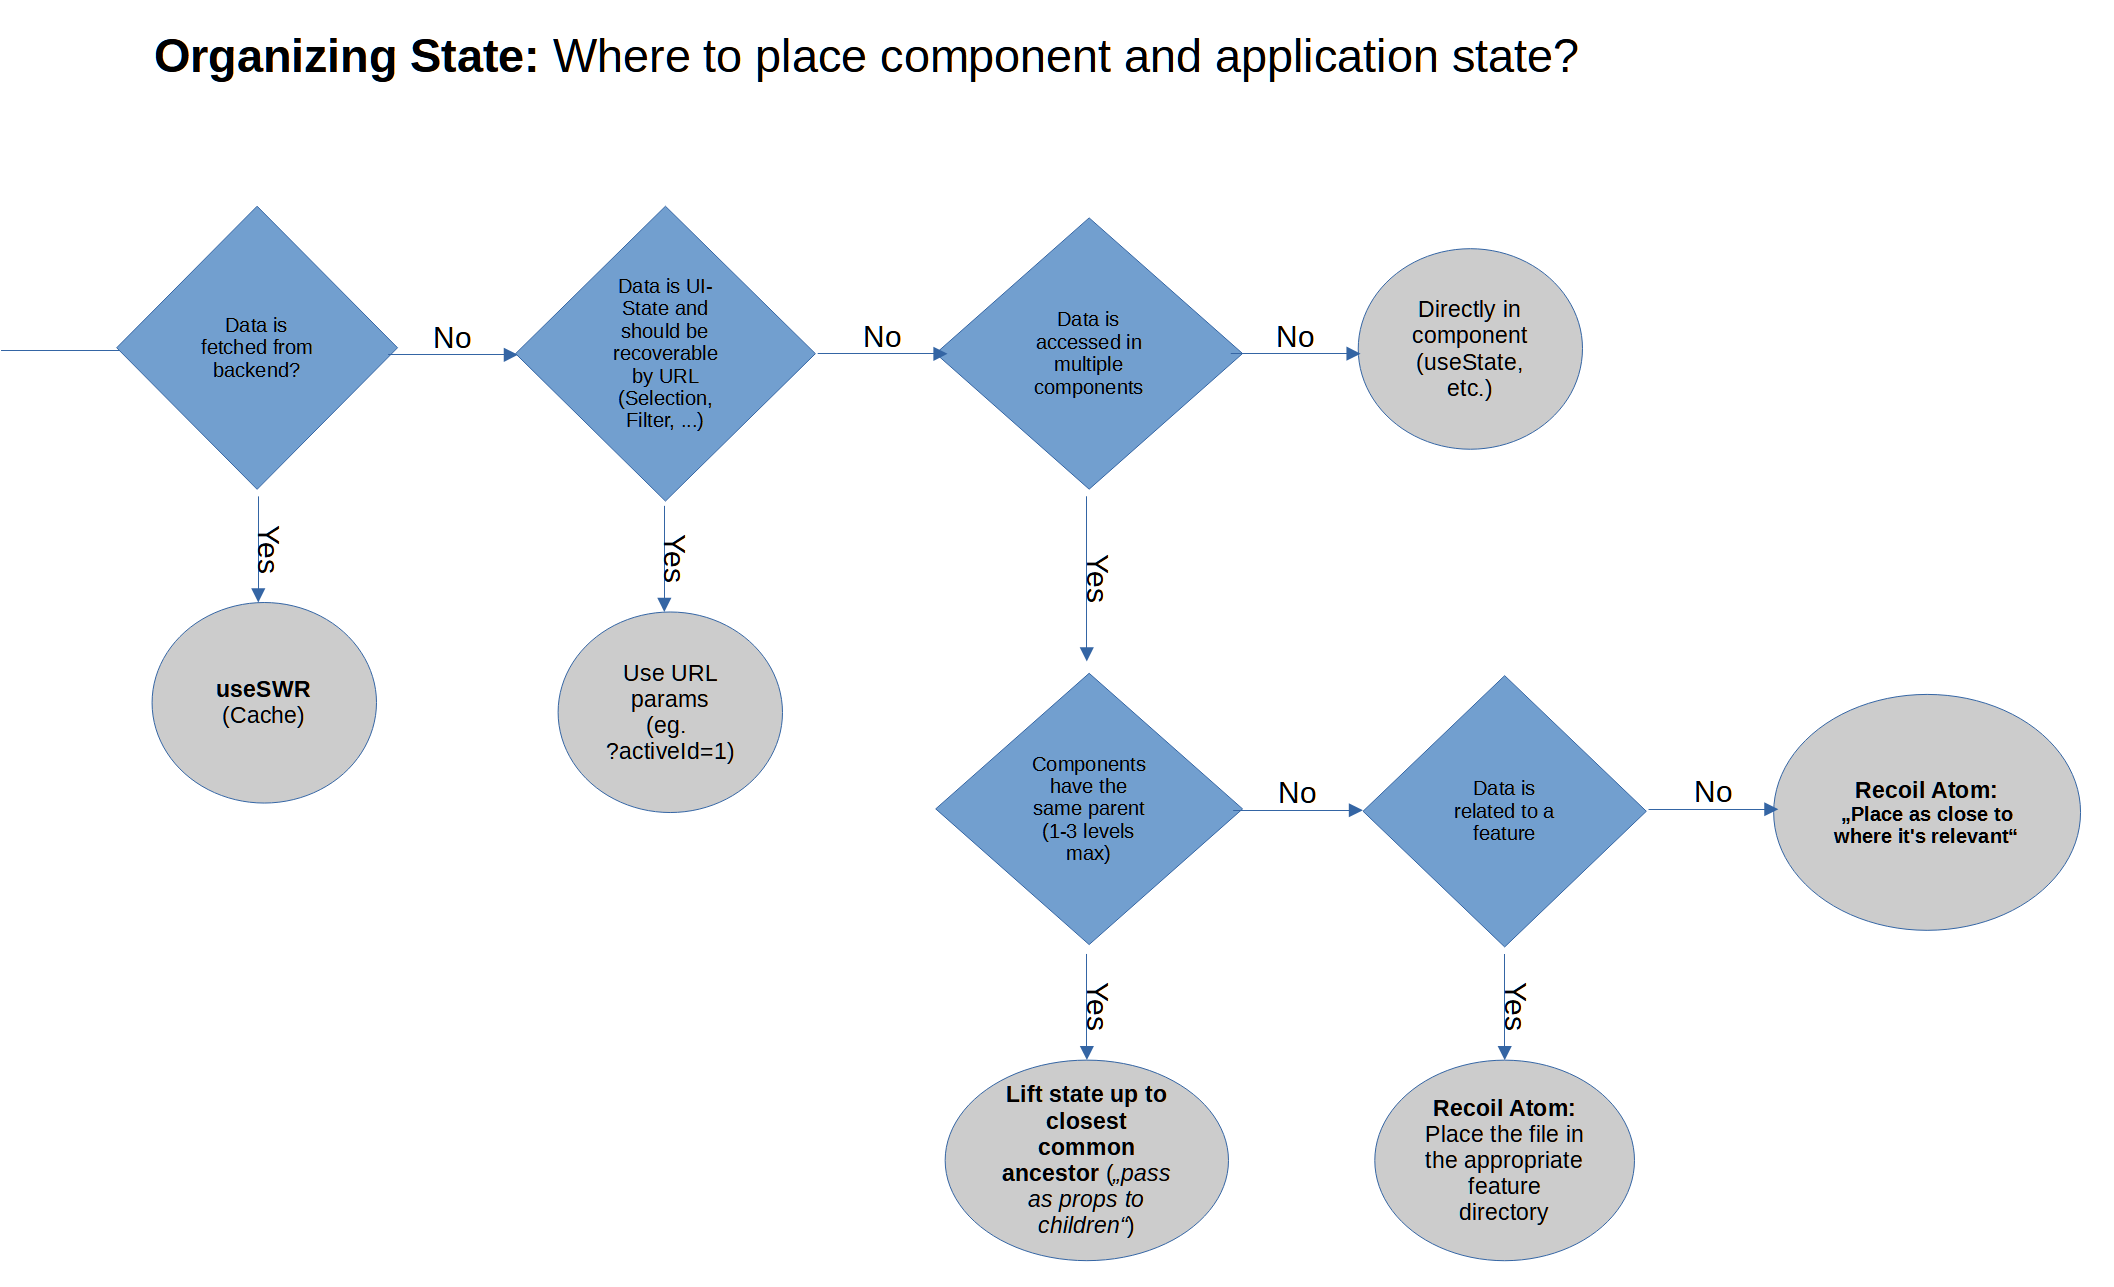 Organizing State: Where to place component and application state?
Data is
fetched from
backend?
No
Data is UI-
State and
should be
recoverable
by URL
(Selection,
Filter, ...)
No
Data is
accessed in
multiple
components
No
Directly in
component
(useState,
etc.)
Yes
Yes
Yes
useSWR
(Cache)
Use URL
params
(eg.
?activeId=1)
Components
have the
same parent
(1-3 levels
max)
No
Data is
related to a
feature
No
Recoil Atom:
„Place as close to
where it's relevant“
Yes
Yes
Lift state up to
closest
common
ancestor („pass
as props to
children“)
Recoil Atom:
Place the file in
the appropriate
feature
directory